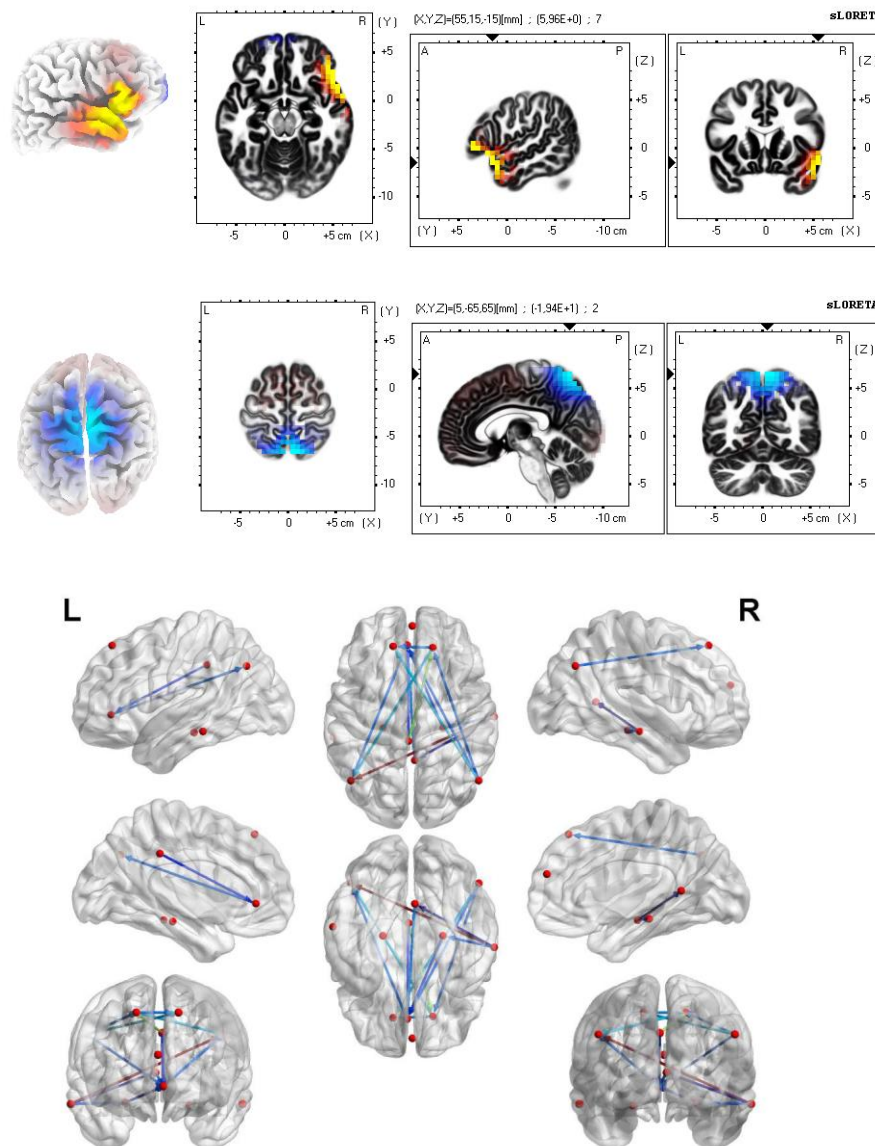 L R (Y) (X,Y,Z)=(55,15,-15)[mm] ; (5,96E+0) ; 7 sLORET
A P (Z) L R (Z)
+5 +5 +5
0 0 0
-5 -5 -5
-10
-5 0 +5 cm (X) (Y) +5 0 -5 -10 cm -5 0 +5 cm (X)
L R (Y) (X,Y,Z)=(5,-65,65)[mm] ; (-1,94E+1) ; 2 sLORETA
A P (Z) L R (Z)
0 +5 +5
-5 0 0
-10 -5 -5
-5 0 +5 cm (X) (Y) +5 0 -5 -10 cm -5 0 +5 cm (X)
L R